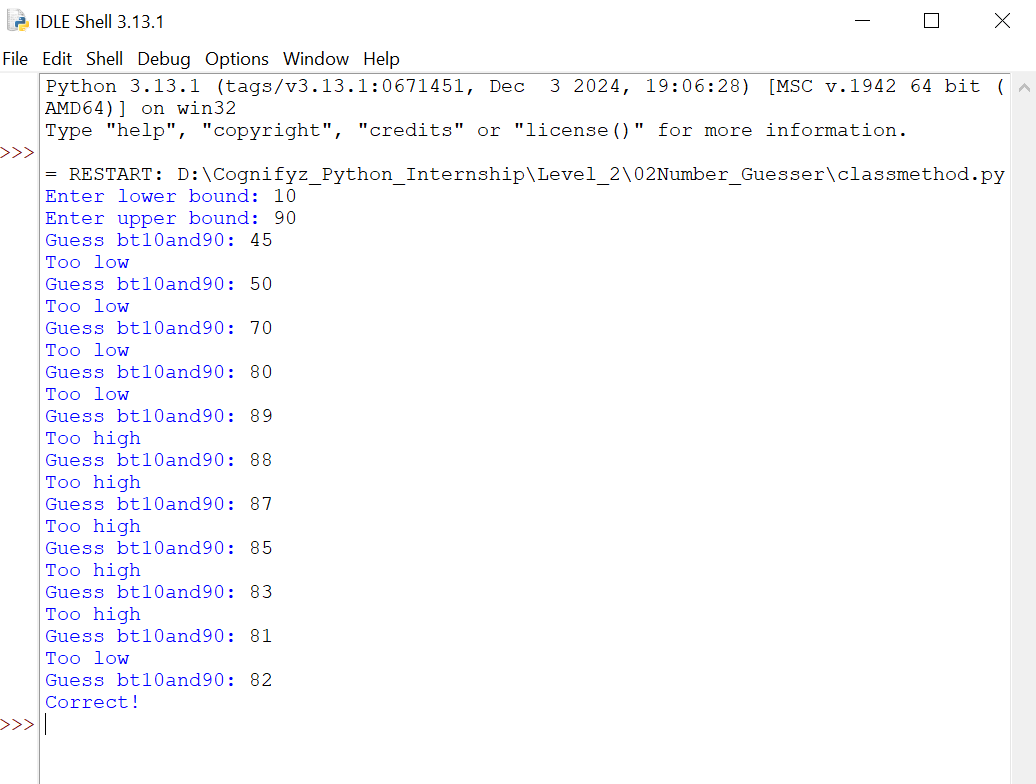 IDLE Shell 3.13.1
File Edit Shell Debug Options Window Help
Python 3.13.1 (tags/v3.13.1:0671451, Dec  3 2024, 19:06:28) [MSC v.1942 64 bit (
AMD64)] on win32
Type "help", "copyright", "credits" or "license()" for more information.
>>>
= RESTART: D:\Cognifyz_Python_Internship\Level_2\02Number_Guesser\classmethod.py
Enter lower bound: 10
Enter upper bound: 90
Guess bt10and90: 45
Too low
Guess bt10and90: 50
Too low
Guess bt10and90: 70
Too low
Guess bt10and90: 80
Too low
Guess bt10and90: 89
Too high
Guess bt10and90: 88
Too high
Guess bt10and90: 87
Too high
Guess bt10and90: 85
Too high
Guess bt10and90: 83
Too high
Guess bt10and90: 81
Too low
Guess bt10and90: 82
Correct!
>>>